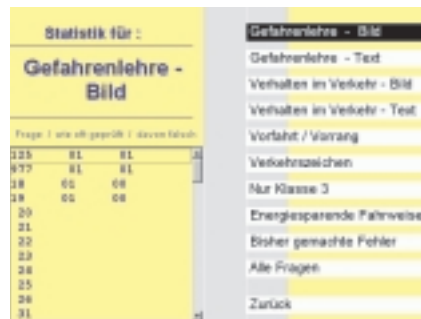 Statistik für :
Gefahrenlehre -
Bild
Frage / wie oft geprüft / davon falsch
125 01 01
977 01 01
18 01 00
19 01 00
20
21
22
23
24
25
26
31
Gefahrenlehre - Bild
Gefahrenlehre - Text
Verhalten im Verkehr - Bild
Verhalten im Verkehr - Text
Vorfahrt / Vorrang
Verkehrszeichen
Nur Klasse 3
Energiesparende Fahrweise
Bisher gemachte Fehler
Alle Fragen
Zurück